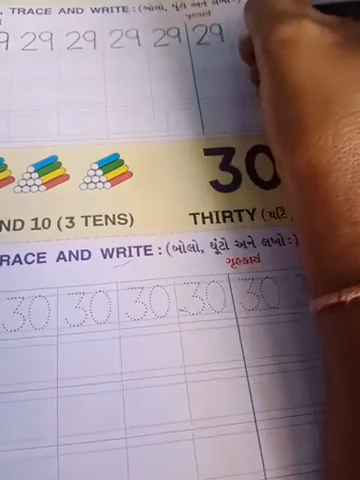 TRACE AND WRITE : (બોલો, ઘૂંટો અને લખો:)
ગૃહકાર્ય
29 29 29 29 29
30
ND 10 (3 TENS)
THIRTY
RACE AND WRITE : (બોલો, ઘૂંટો અને લખો:)
ગૃહકાર્ય
30 30 30 30 30